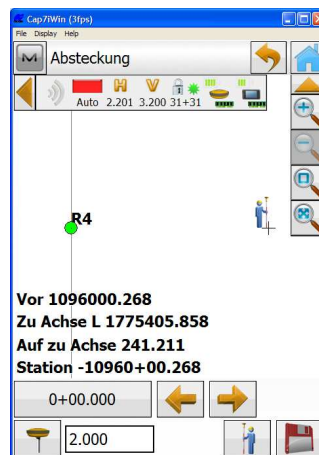 Cap7iWin (3fps)
File Display Help
Absteckung
H V
Auto 2.201 3.200 31+31
R4
Vor 1096000.268
Zu Achse L 1775405.858
Auf zu Achse 241.211
Station -10960+00.268
0+00.000
2.000